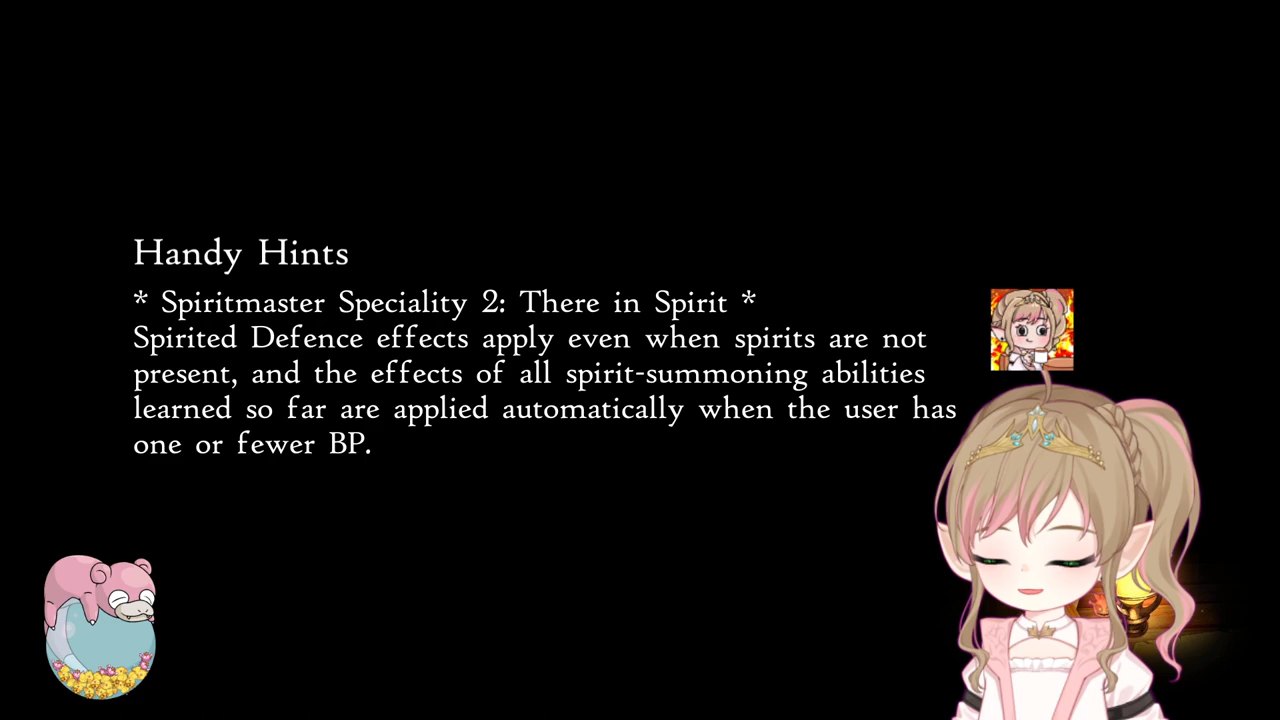 Handy Hints
* Spiritmaster Speciality 2: There in Spirit *
Spirited Defence effects apply even when spirits are not
present, and the effects of all spirit-summoning abilities
learned so far are applied automatically when the user has
one or fewer BP.